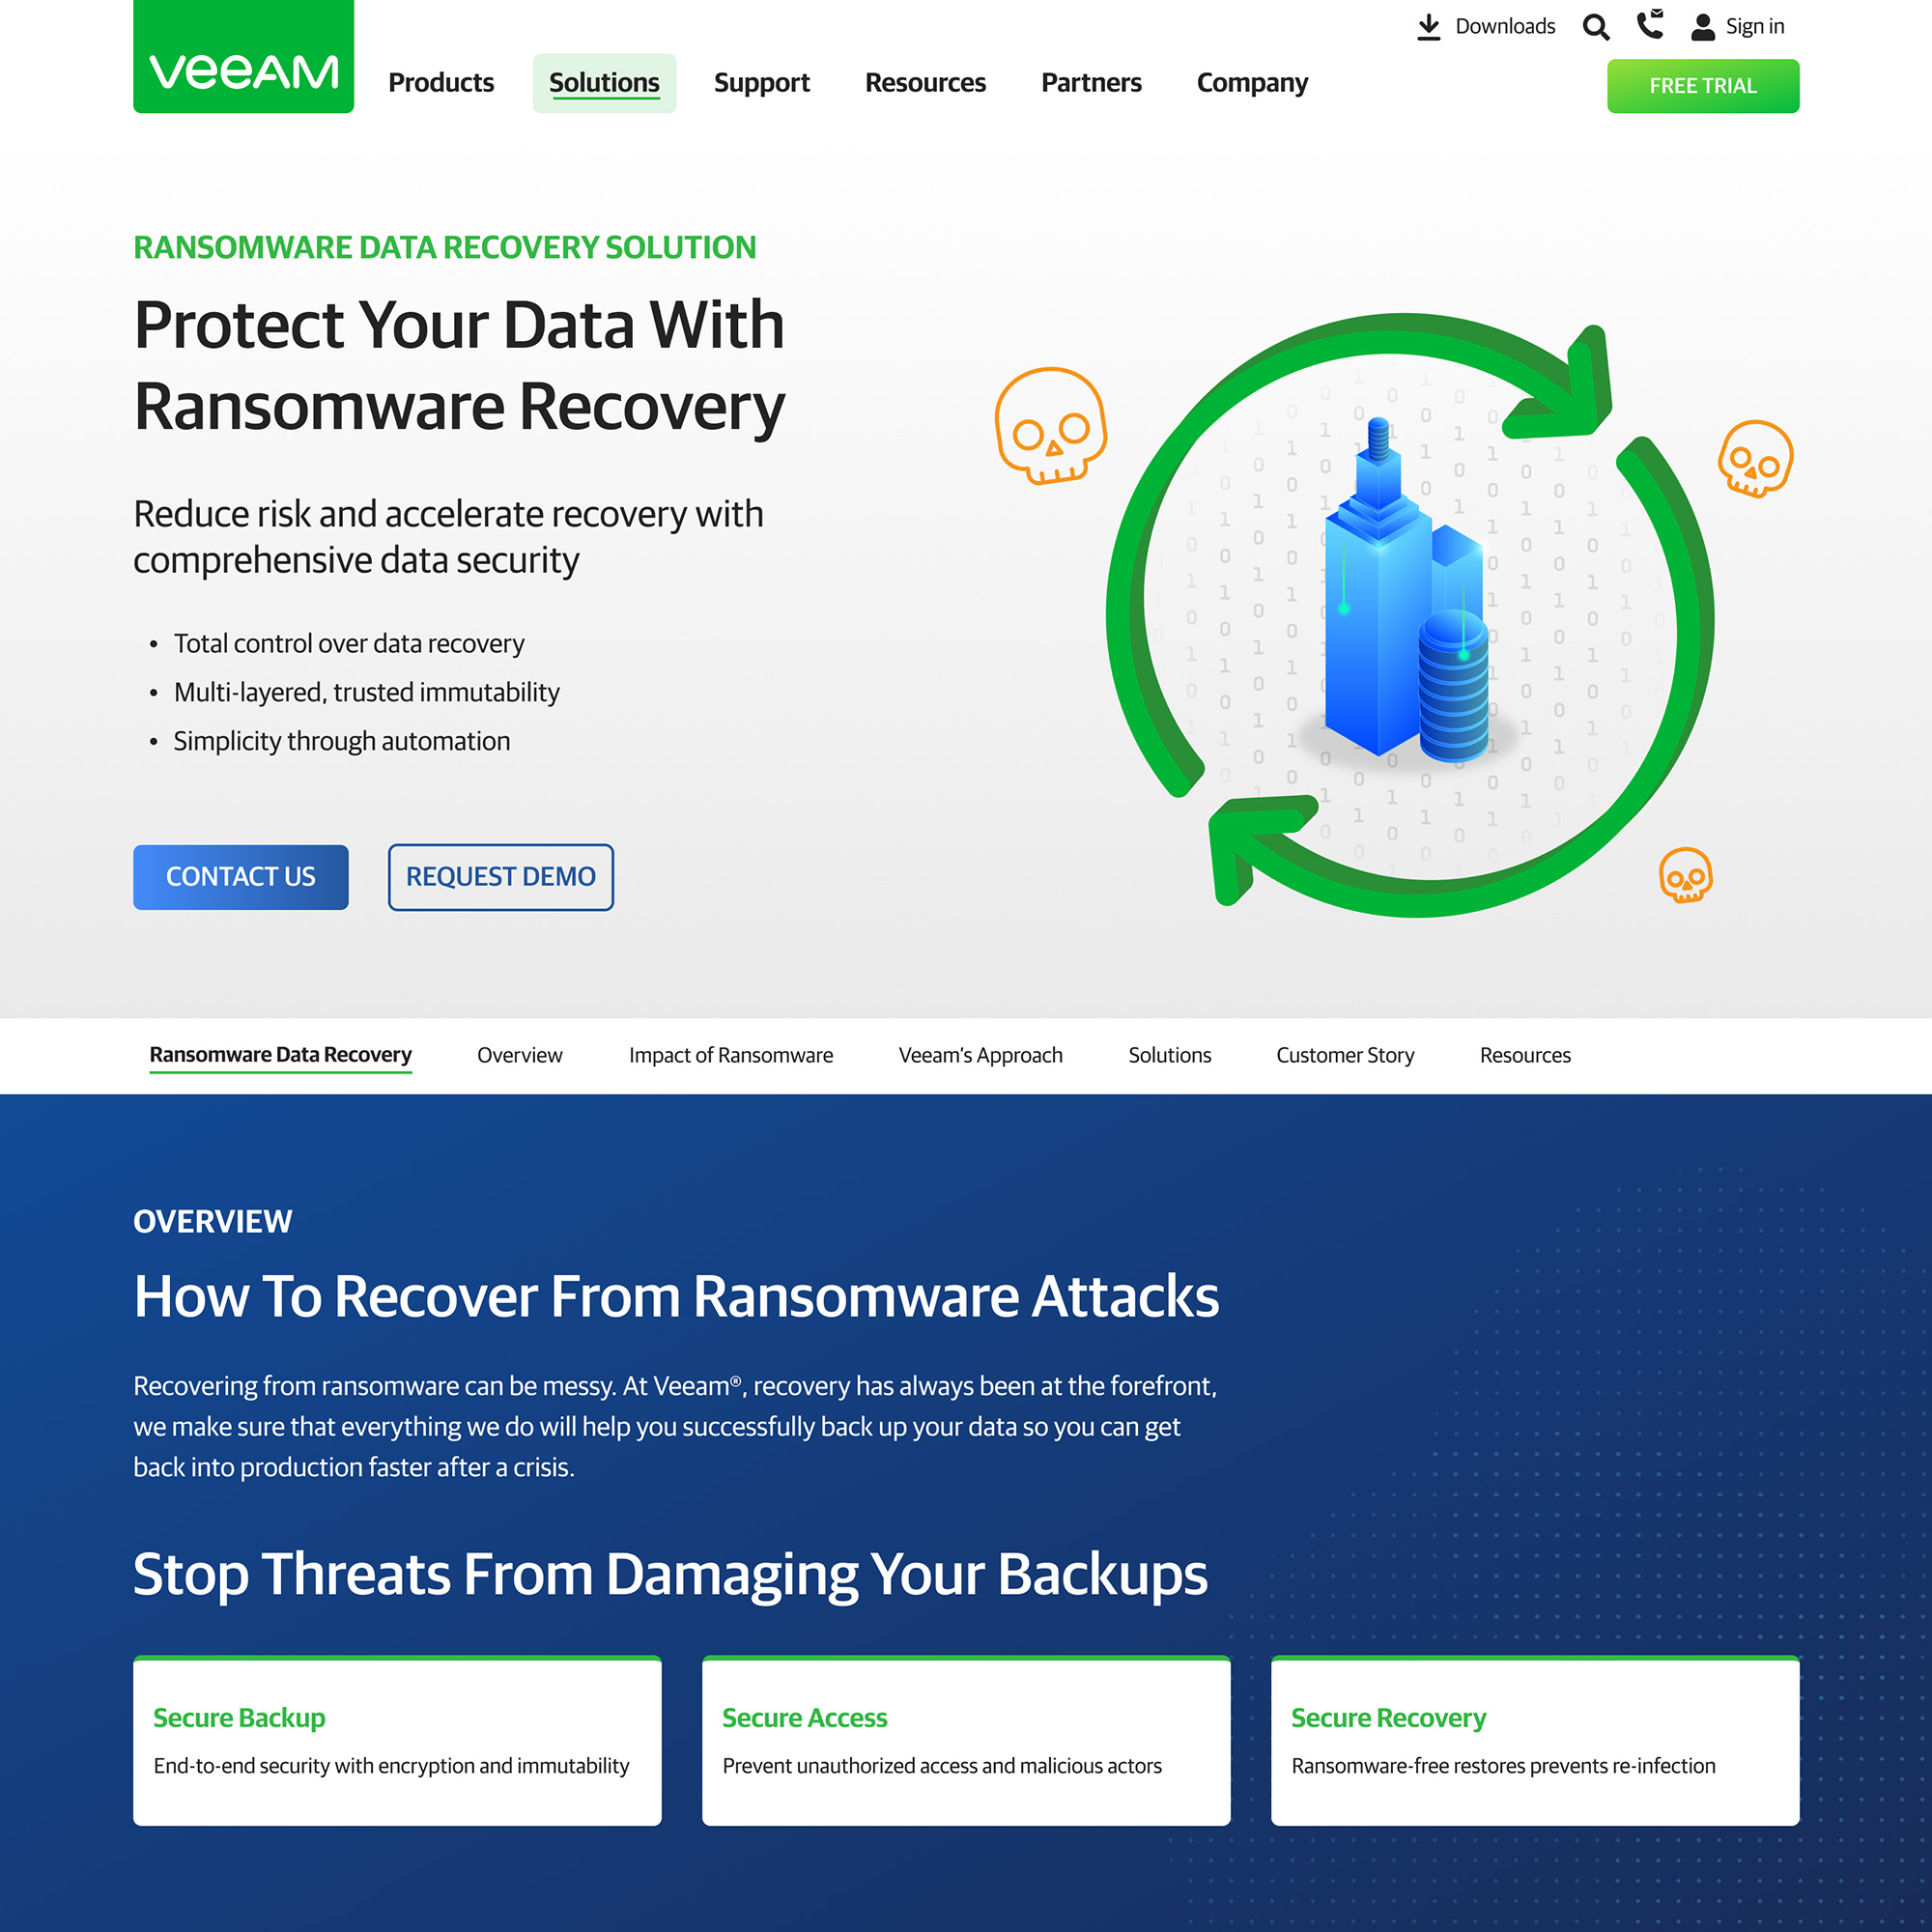 Downloads
Sign in
veeAM
Products
Solutions
Support
Resources
Partners
Company
FREE TRIAL
RANSOMWARE DATA RECOVERY SOLUTION
Protect Your Data With
Ransomware Recovery
Reduce risk and accelerate recovery with
comprehensive data security
• Total control over data recovery
• Multi-layered, trusted immutability
• Simplicity through automation
CONTACT US
REQUEST DEMO
Ransomware Data Recovery
Overview
Impact of Ransomware
Veeam's Approach
Solutions
Customer Story
Resources
OVERVIEW
How To Recover From Ransomware Attacks
Recovering from ransomware can be messy. At Veeam®, recovery has always been at the forefront,
we make sure that everything we do will help you successfully back up your data so you can get
back into production faster after a crisis.
Stop Threats From Damaging Your Backups
Secure Backup
End-to-end security with encryption and immutability
Secure Access
Prevent unauthorized access and malicious actors
Secure Recovery
Ransomware-free restores prevents re-infection